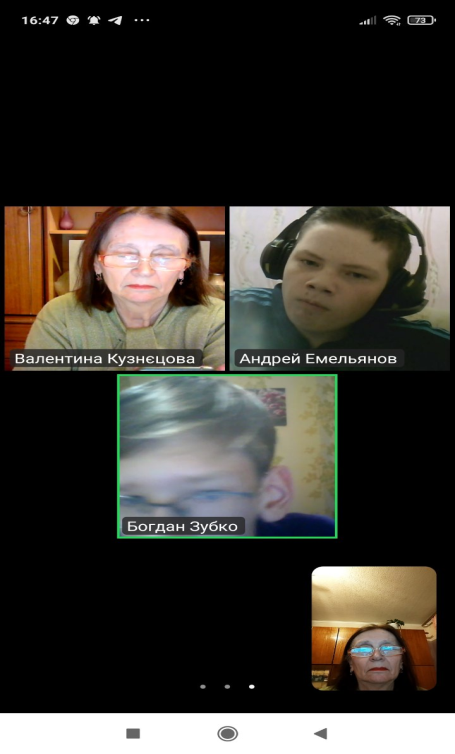 16:47
73
Валентина Кузнєцова
Андрей Емельянов
Богдан Зубко